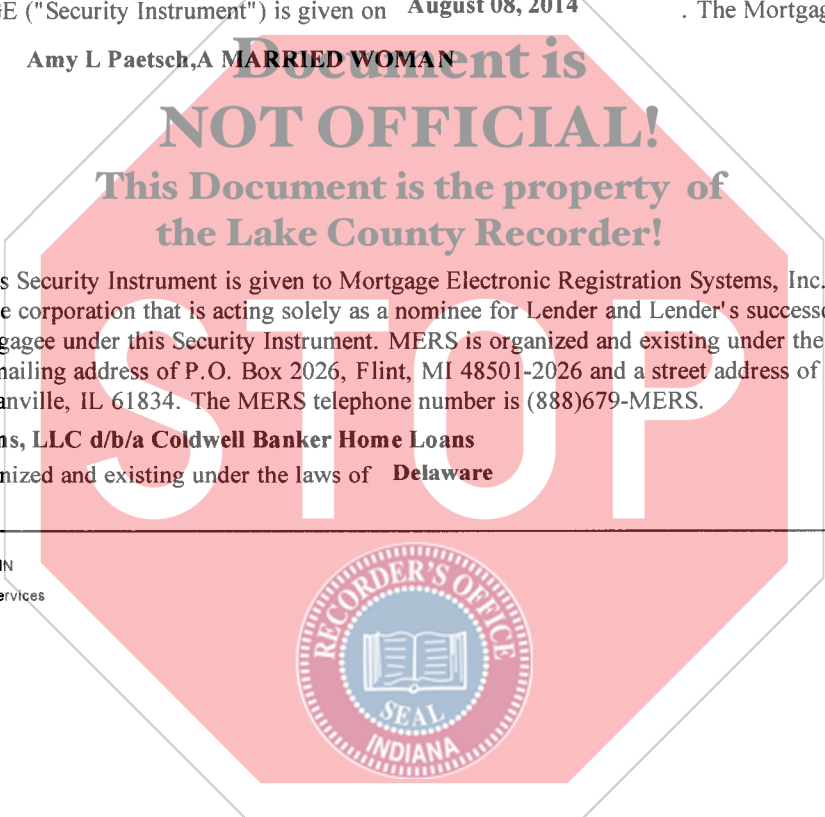 E ("Security Instrument") is given on August 08, 2014 . The Mortgag
Amy L Paetsch,A MARRIED WOMAN
Document is
NOT OFFICIAL!
This Document is the property of
the Lake County Recorder!
s Security Instrument is given to Mortgage Electronic Registration Systems, Inc.
e corporation that is acting solely as a nominee for Lender and Lender's successo
gagee under this Security Instrument. MERS is organized and existing under the
nailing address of P.O. Box 2026, Flint, MI 48501-2026 and a street address of
anville, IL 61834. The MERS telephone number is (888)679-MERS.
ns, LLC d/b/a Coldwell Banker Home Loans
nized and existing under the laws of Delaware
STOP
IN
ervices
RECORDER'S OFFICE
SEAL
INDIANA